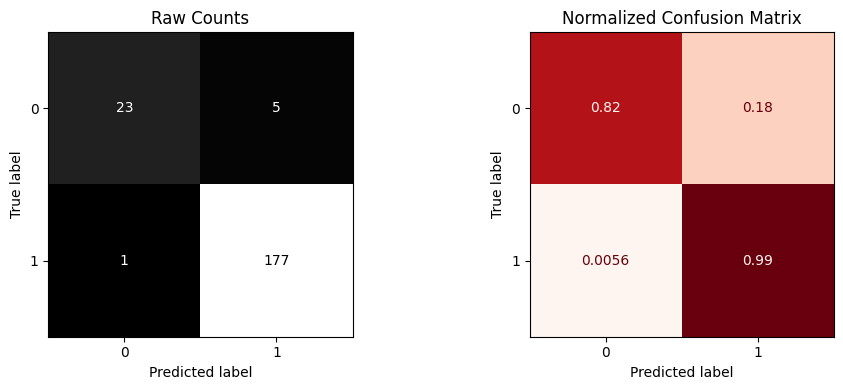 Raw Counts
0
23
5
True label
1
1
177
0
1
Predicted label
Normalized Confusion Matrix
0
0.82
0.18
True label
1
0.0056
0.99
0
1
Predicted label